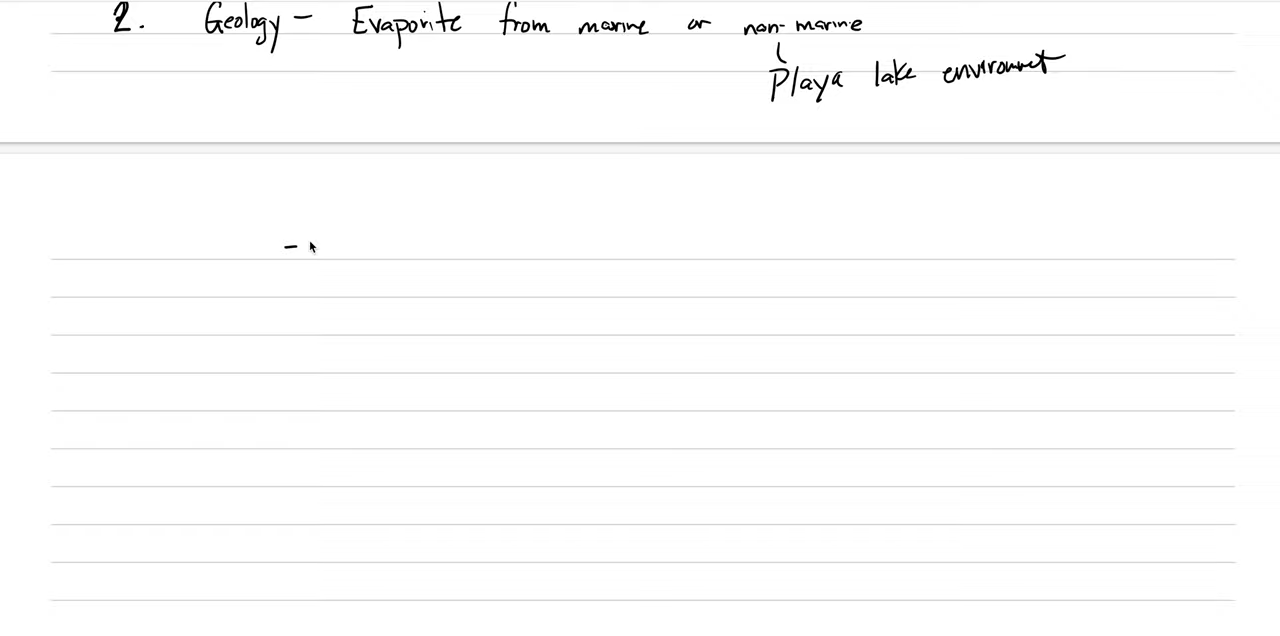 2. Geology – Evaporite from marine or non-marine
Playa lake environment
–